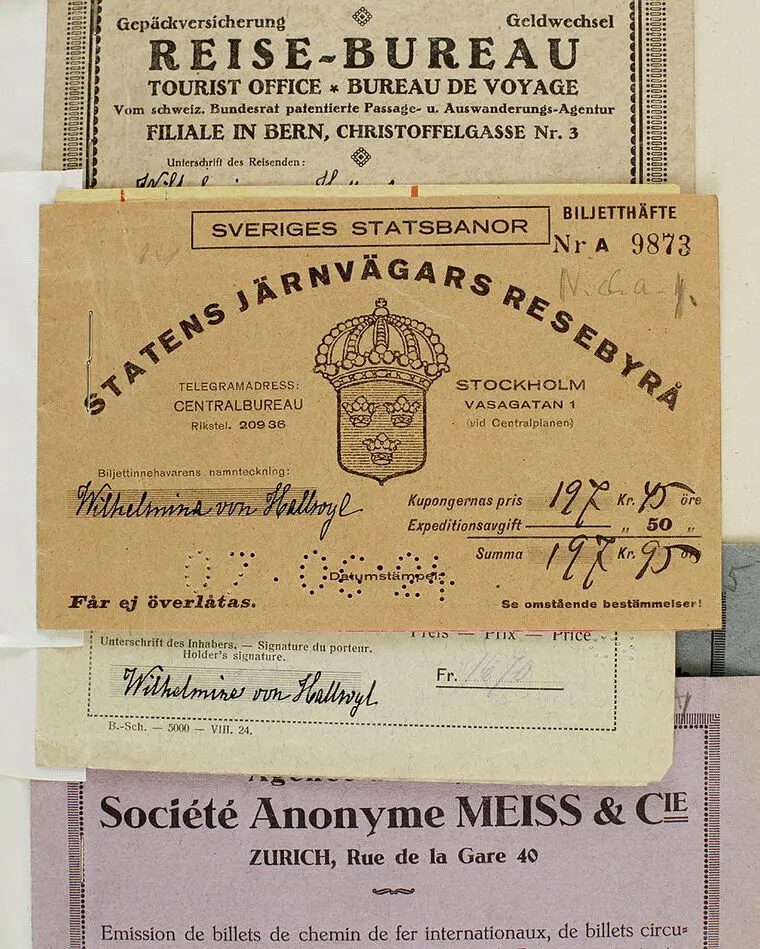 Gepäckversicherung Geldwechsel
REISE-BUREAU
TOURIST OFFICE * BUREAU DE VOYAGE
Vom schweiz. Bundesrat patentierte Passage- u. Auswanderungs-Agentur
FILIALE IN BERN, CHRISTOFFELGASSE Nr. 3
Unterschrift des Reisenden:
SVERIGES STATSBANOR
BILJETTHÄFTE
Nr A 9873
STATENS JÄRNVÄGARS RESEBYRÅ
TELEGRAMADRESS:
CENTRALBUREAU
Rikstel. 209 36
STOCKHOLM
VASAGATAN 1
(vid Centralplanen)
Biljettinnehavarens namnteckning:
Wilhelmina von Hallwyl
Kupongernas pris 197 Kr. 45 öre
Expeditionsavgift „ 50 „
Summa 197 Kr. 95 öre
Datumstämpel:
Får ej överlåtas.
Se omstående bestämmelser!
Preis — Prix — Price
Unterschrift des Inhabers. — Signature du porteur.
Holder's signature.
Wilhelmine von Hallwyl
Fr.
B.-Sch. — 5000 — VIII. 24.
Société Anonyme MEISS & CIE
ZURICH, Rue de la Gare 40
Emission de billets de chemin de fer internationaux, de billets circu=